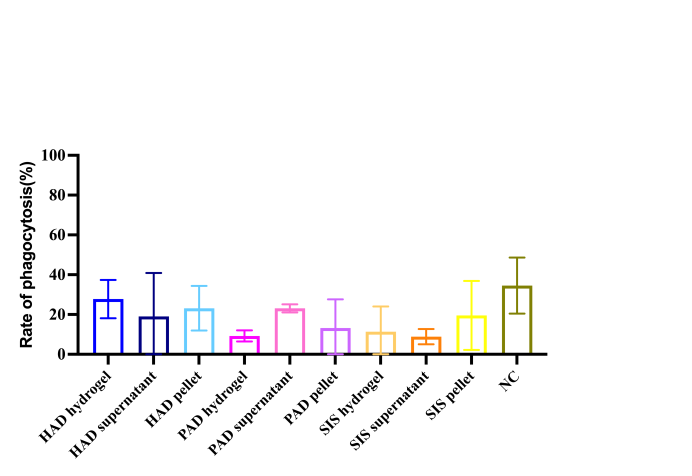 Rate of phagocytosis(%)
100
80
60
40
20
0
HAD hydrogel
HAD supernatant
HAD pellet
PAD hydrogel
PAD supernatant
PAD pellet
SIS hydrogel
SIS supernatant
SIS pellet
NC